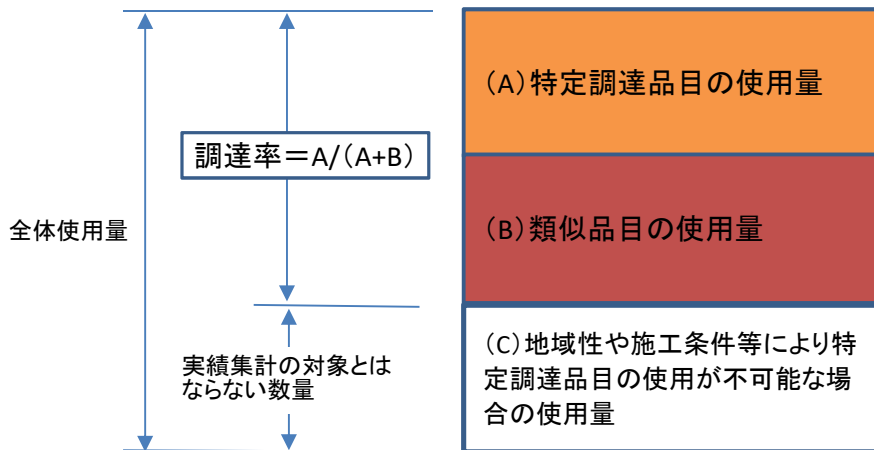 (A)特定調達品目の使用量
調達率＝A/(A+B)
全体使用量
(B)類似品目の使用量
実績集計の対象とは
ならない数量
(C)地域性や施工条件等により特
定調達品目の使用が不可能な場
合の使用量